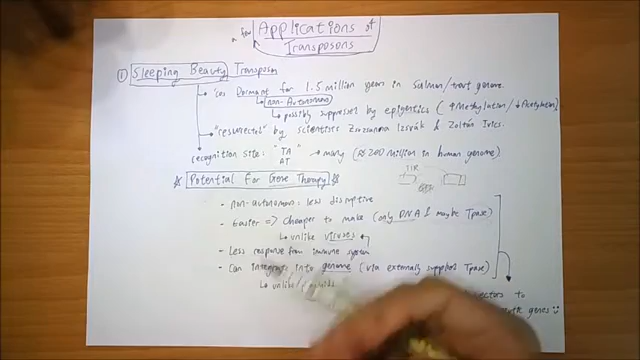 Applications of
Transposons
① Sleeping Beauty Transposon
'cos Dormant for 1.5 million years in Salmon/trout genome.
↳ non-Autonomous
↳ possibly suppressed by epigentics (↑Methylation/↓Acetylation)
"resurrected" by scientists Zsuzsanna Izsvák & Zoltán Ivics.
recognition site: "TA → many (≈200 million in human genome)
AT"
☆ Potential For Gene Therapy ☆
TIR
- non-autonomous: less disruptive
- Easier => Cheaper to make (only DNA & maybe Tpase)
↳ unlike viruses
- Less response from immune system
- Can integrate into genome (via externally supplied Tpase)
↳ unlike plasmids
to
genes